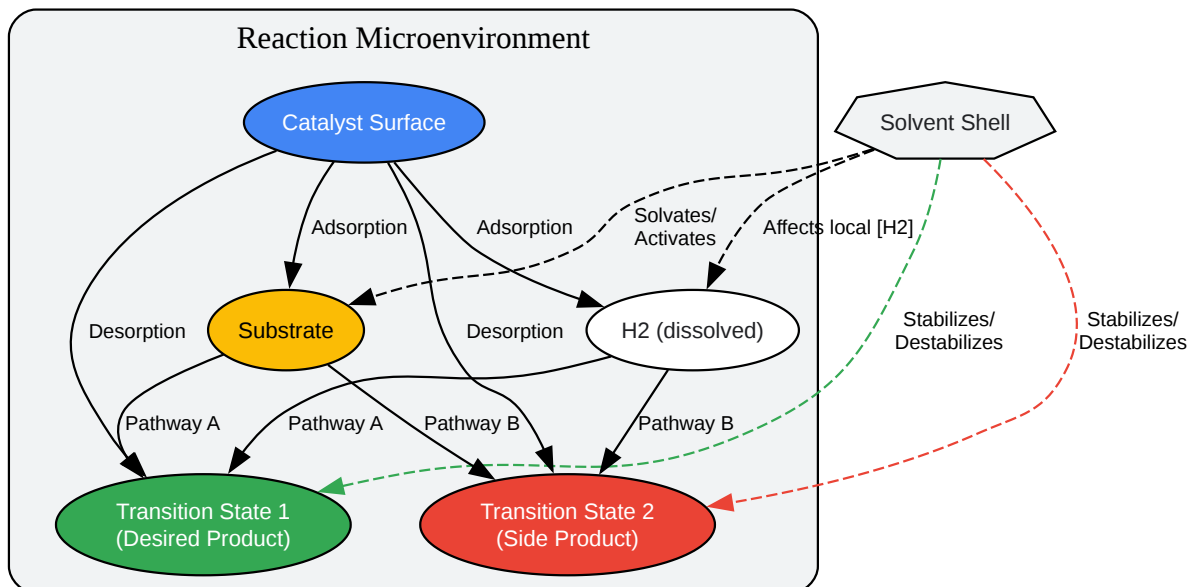 Reaction Microenvironment
Catalyst Surface
Solvent Shell
Adsorption
Adsorption
Solvates/
Activates
Affects local [H2]
Desorption
Substrate
Desorption
H2 (dissolved)
Stabilizes/
Destabilizes
Stabilizes/
Destabilizes
Pathway A
Pathway A
Pathway B
Pathway B
Transition State 1
(Desired Product)
Transition State 2
(Side Product)